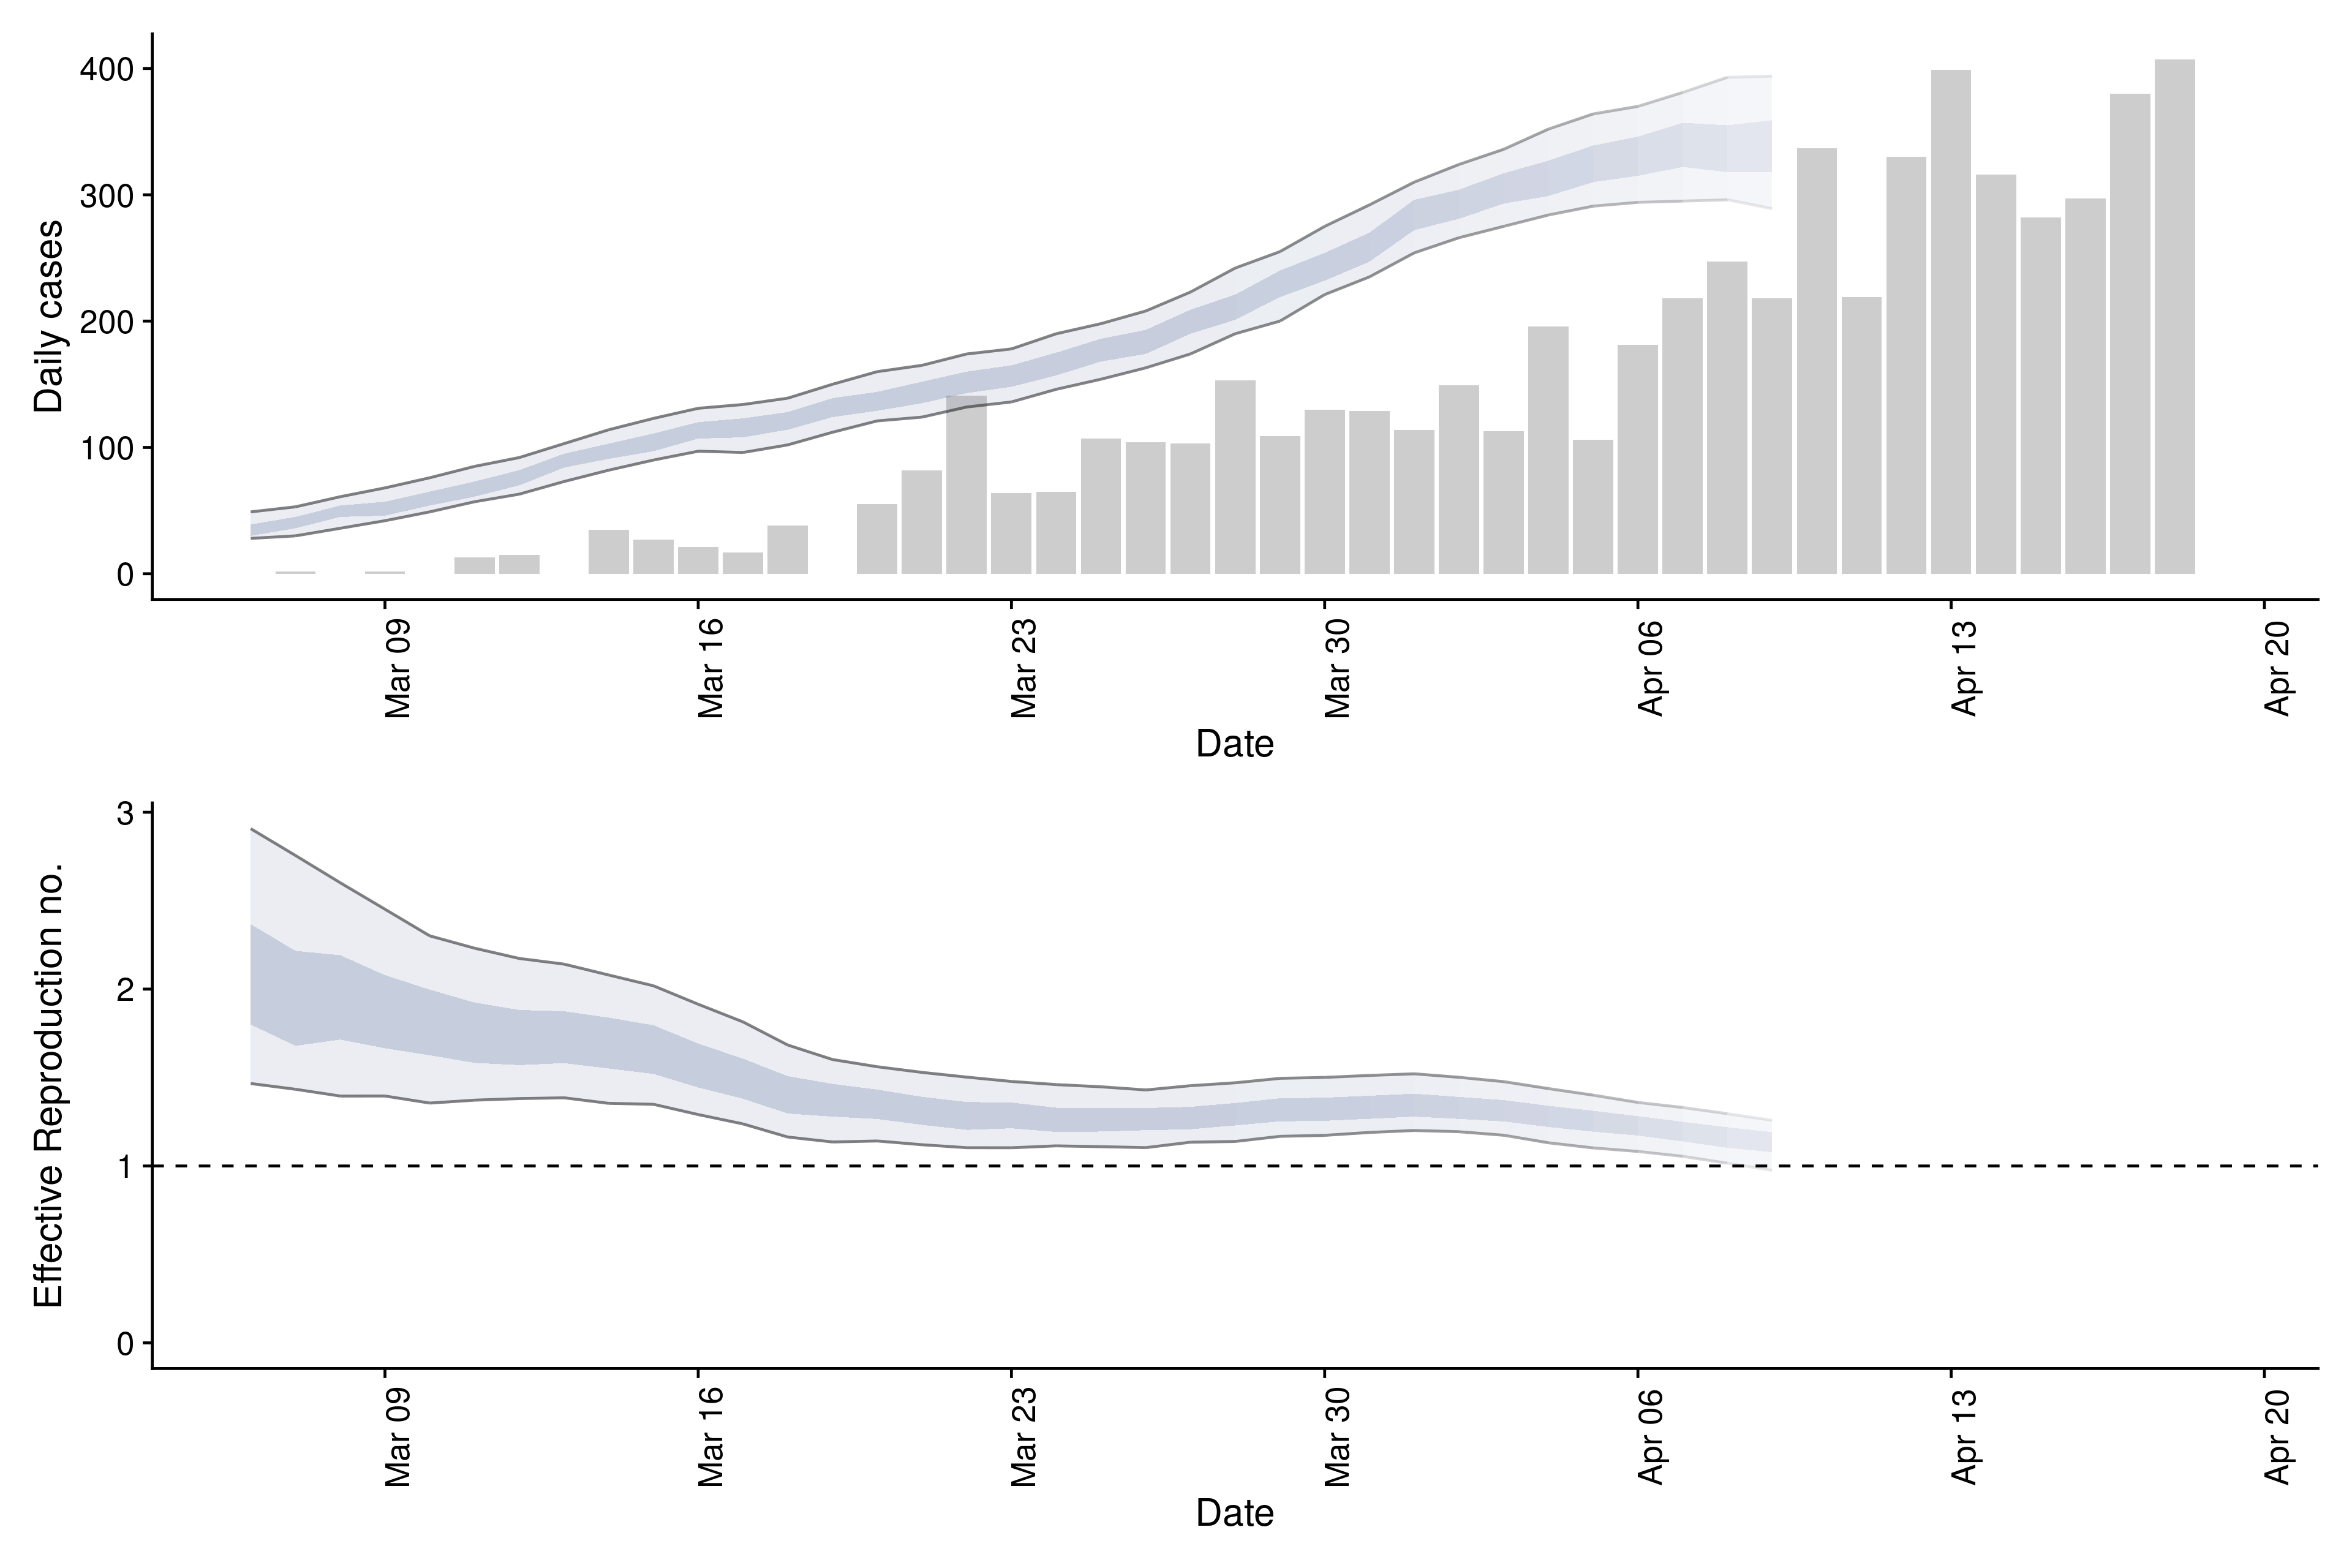 Daily cases
400
300
200
100
0
Mar 09
Mar 16
Mar 23
Mar 30
Apr 06
Apr 13
Apr 20
Date
Effective Reproduction no.
3
2
1
0
Mar 09
Mar 16
Mar 23
Mar 30
Apr 06
Apr 13
Apr 20
Date